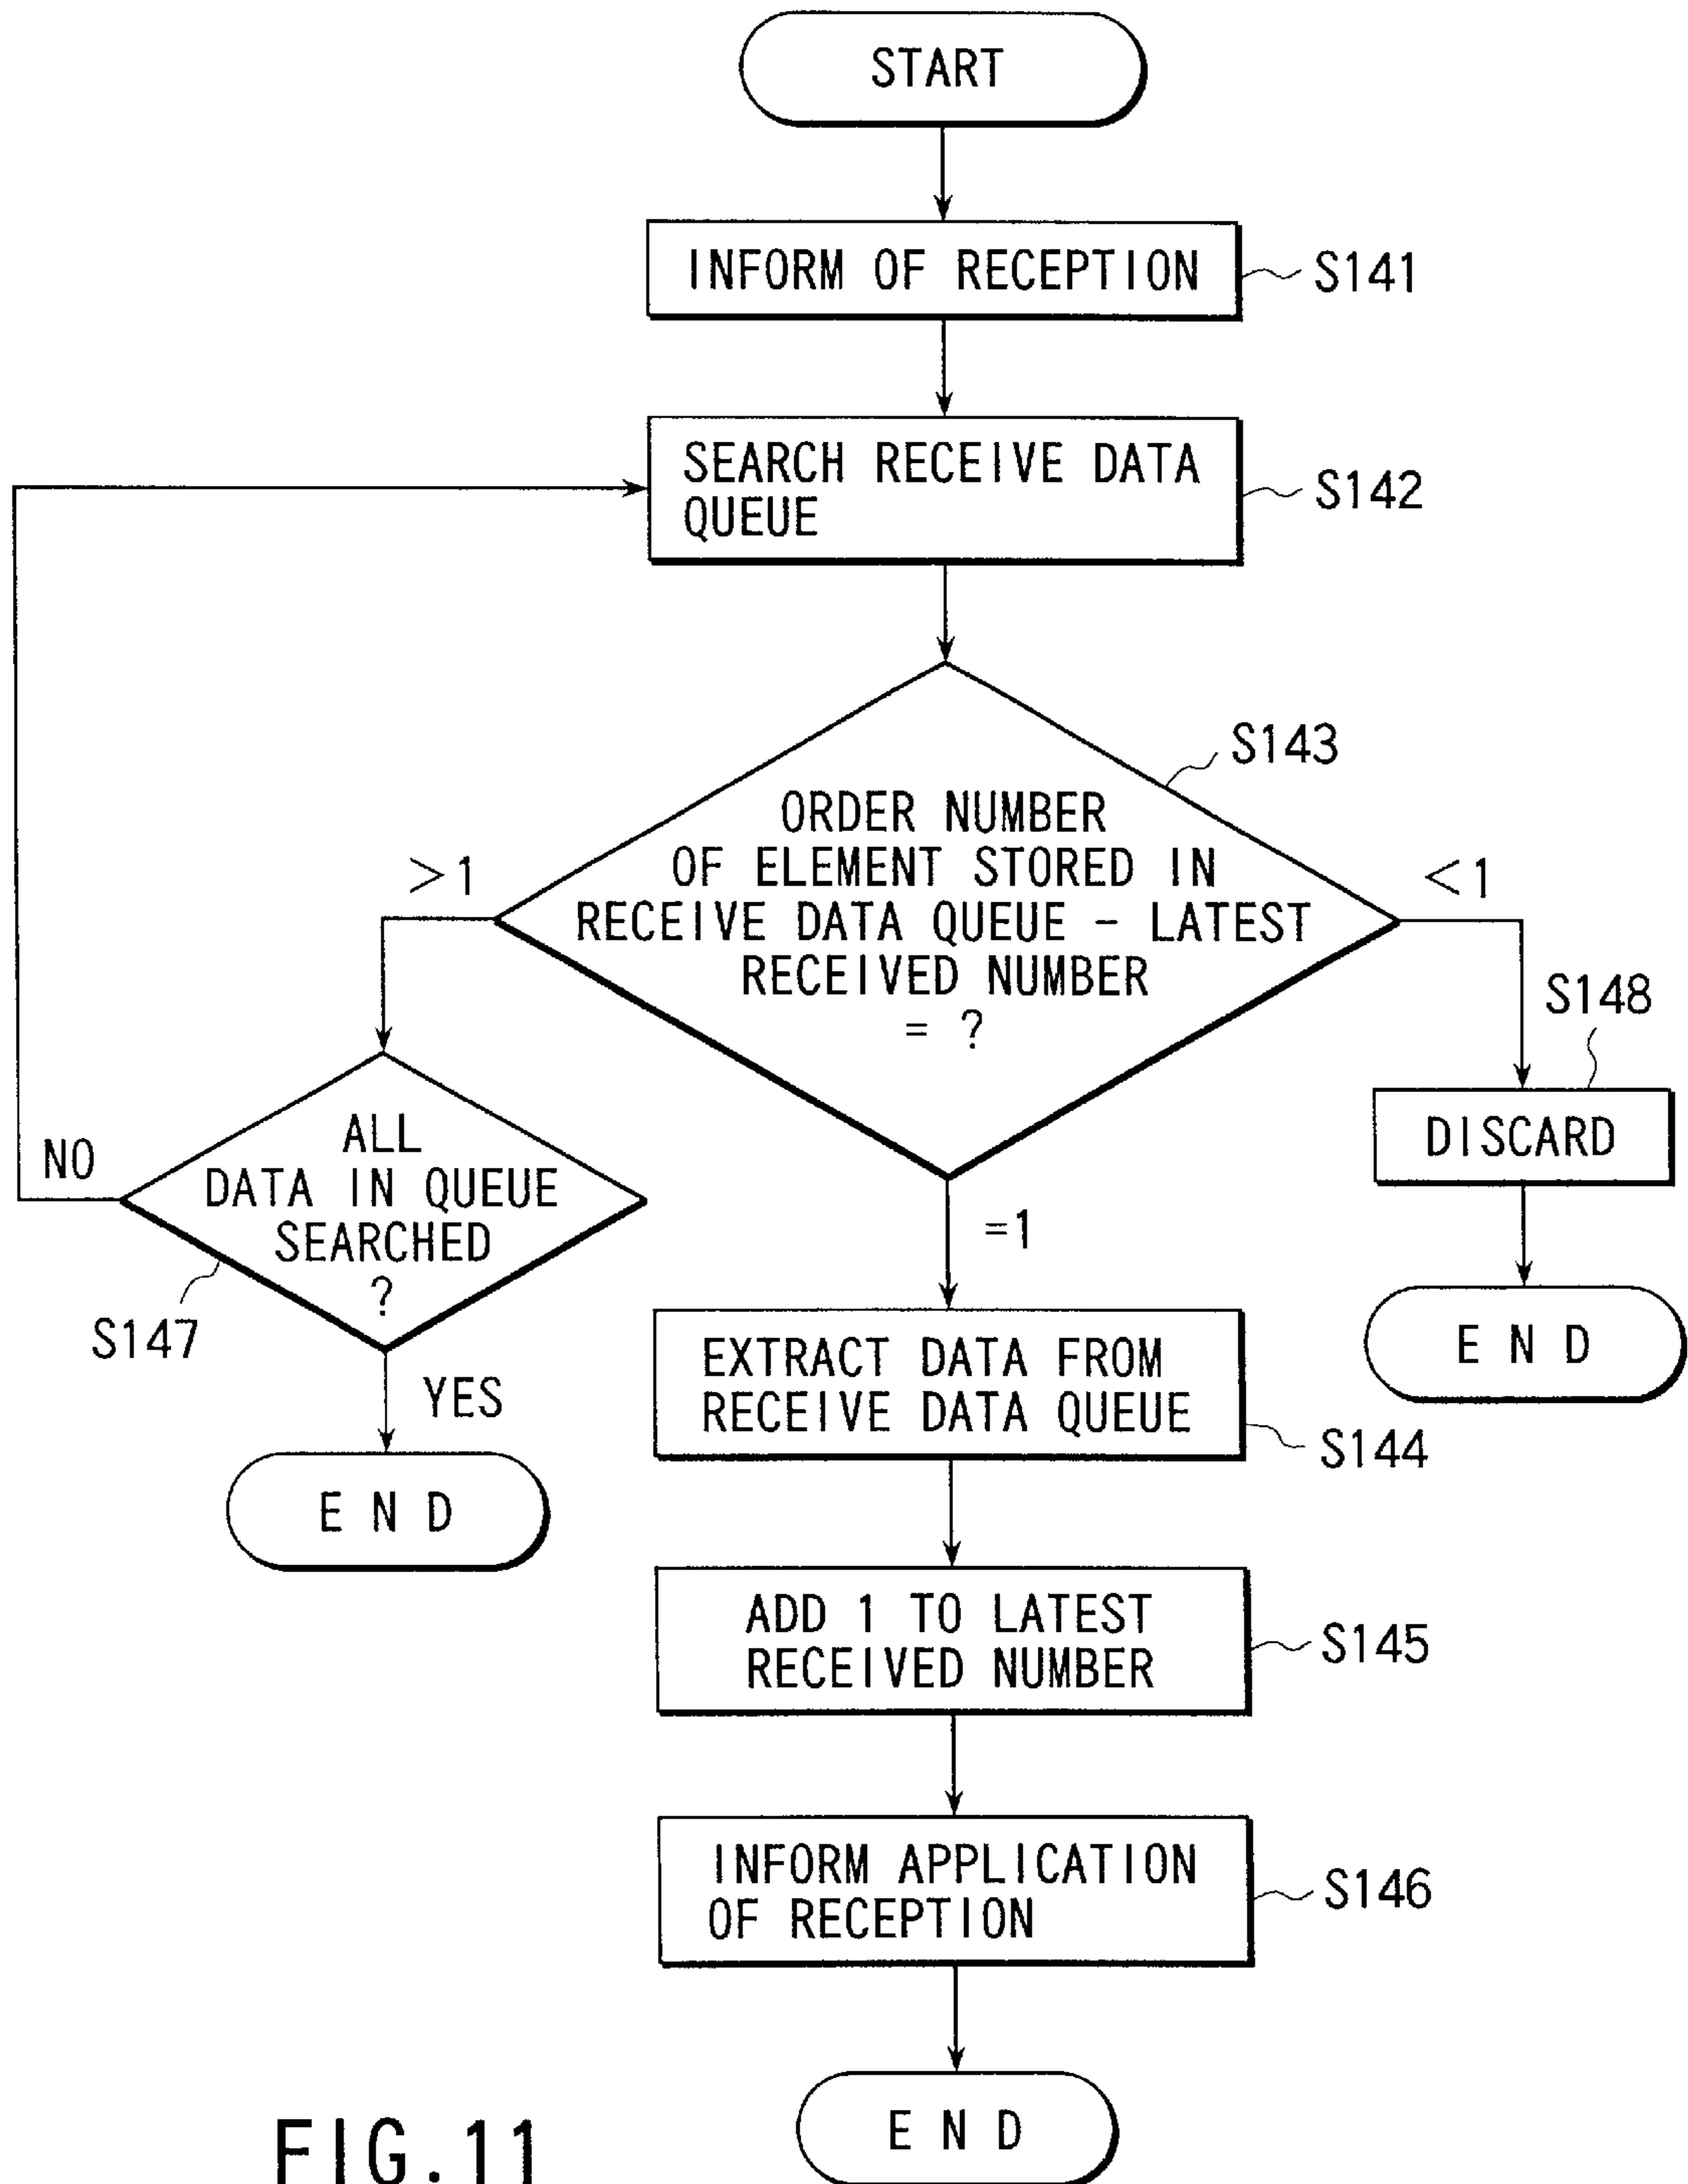 START
INFORM OF RECEPTION
S141
SEARCH RECEIVE DATA
QUEUE
S142
S143
ORDER NUMBER
OF ELEMENT STORED IN
RECEIVE DATA QUEUE - LATEST
RECEIVED NUMBER
= ?
>1
<1
S148
DISCARD
END
ALL
DATA IN QUEUE
SEARCHED
?
NO
S147
YES
END
=1
EXTRACT DATA FROM
RECEIVE DATA QUEUE
S144
ADD 1 TO LATEST
RECEIVED NUMBER
S145
INFORM APPLICATION
OF RECEPTION
S146
END
FIG.11